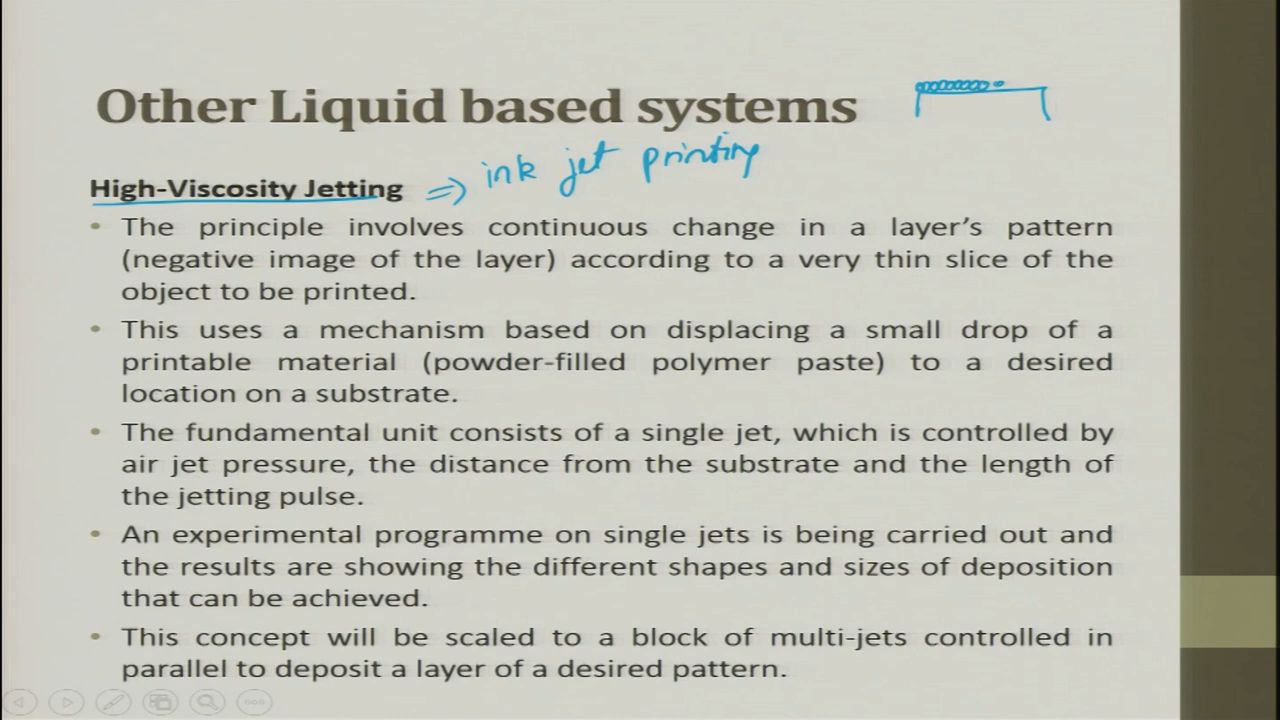 Other Liquid based systems
High-Viscosity Jetting ⇒ ink jet printing
• The principle involves continuous change in a layer's pattern
(negative image of the layer) according to a very thin slice of the
object to be printed.
• This uses a mechanism based on displacing a small drop of a
printable material (powder-filled polymer paste) to a desired
location on a substrate.
• The fundamental unit consists of a single jet, which is controlled by
air jet pressure, the distance from the substrate and the length of
the jetting pulse.
• An experimental programme on single jets is being carried out and
the results are showing the different shapes and sizes of deposition
that can be achieved.
• This concept will be scaled to a block of multi-jets controlled in
parallel to deposit a layer of a desired pattern.